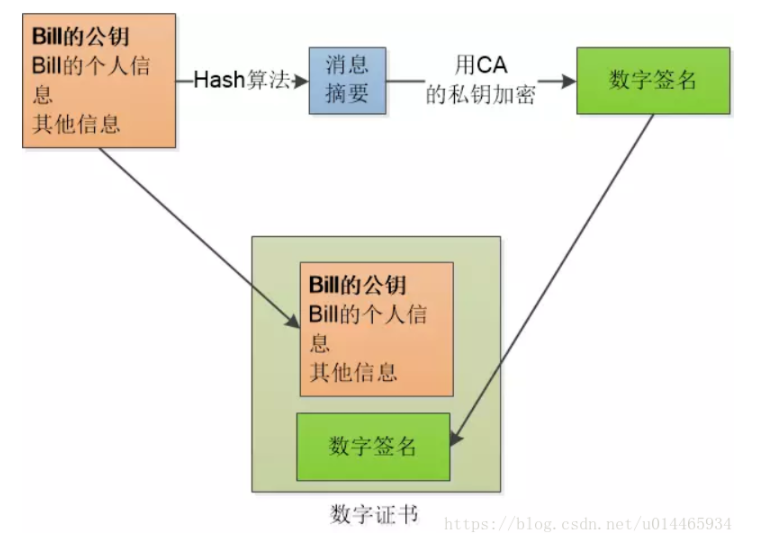 Bill的公钥
Bill的个人信
息
其他信息
Hash算法
消息
摘要
用CA
的私钥加密
数字签名
Bill的公钥
Bill的个人信
息
其他信息
数字签名
数字证书
https://blog.csdn.net/u014465934